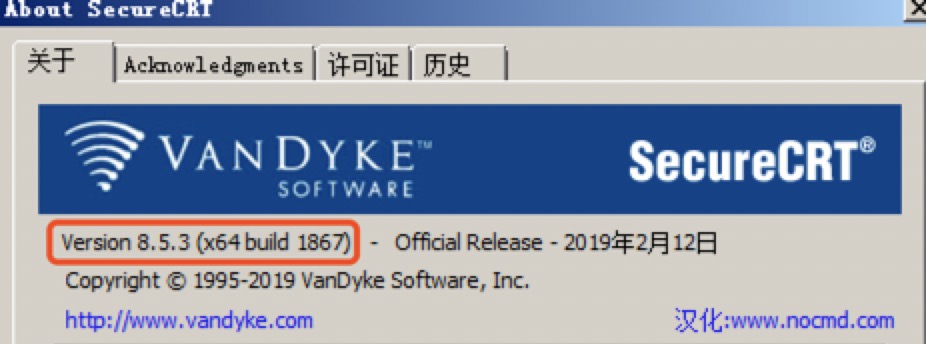 About SecureCRT
关于 Acknowledgments 许可证 历史
VANDYKE™ SecureCRT®
SOFTWARE
Version 8.5.3 (x64 build 1867) - Official Release - 2019年2月12日
Copyright © 1995-2019 VanDyke Software, Inc.
http://www.vandyke.com 汉化:www.nocmd.com